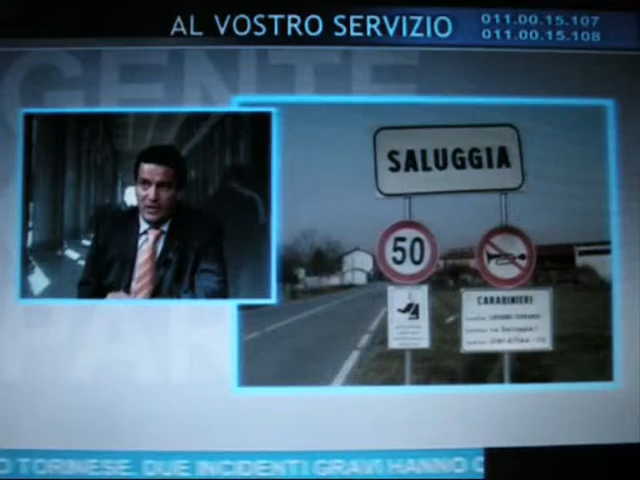 AL VOSTRO SERVIZIO
011.00.15.107
011.00.15.108
GENTE
SALUGGIA
50
CARABINIERI
O TORINESE. DUE INCIDENTI GRAVI HANNO C